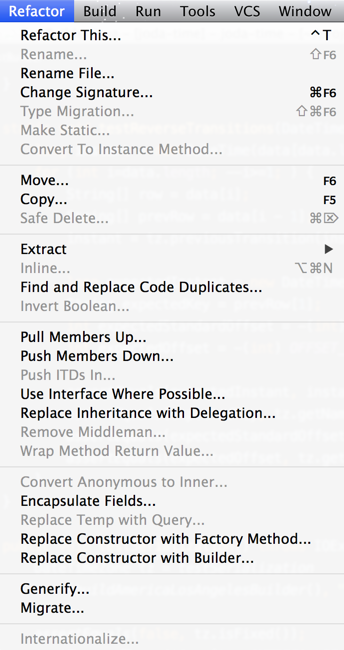 Refactor Build Run Tools VCS Window
Refactor This... ^T
Rename... ⇧F6
Rename File...
Change Signature... ⌘F6
Type Migration... ⇧⌘F6
Make Static...
Convert To Instance Method...
Move... F6
Copy... F5
Safe Delete... ⌘⌦
Extract ▶
Inline... ⌥⌘N
Find and Replace Code Duplicates...
Invert Boolean...
Pull Members Up...
Push Members Down...
Push ITDs In...
Use Interface Where Possible...
Replace Inheritance with Delegation...
Remove Middleman...
Wrap Method Return Value...
Convert Anonymous to Inner...
Encapsulate Fields...
Replace Temp with Query...
Replace Constructor with Factory Method...
Replace Constructor with Builder...
Generify...
Migrate...
Internationalize...